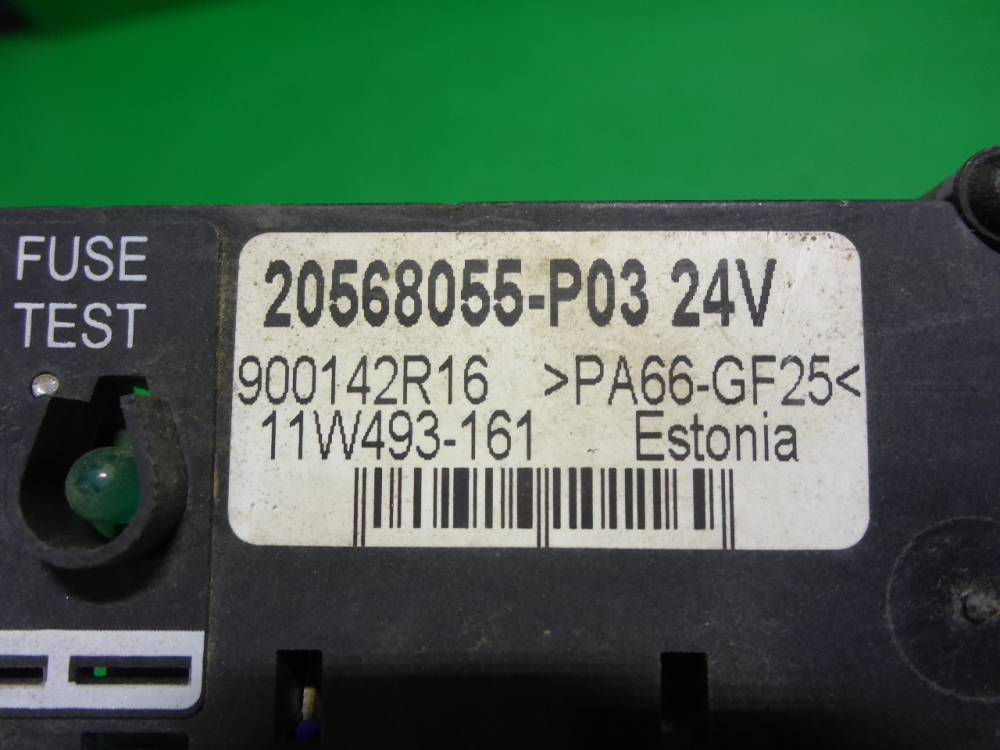 FUSE
TEST
20568055-P03 24V
900142R16 >PA66-GF25<
11W493-161 Estonia